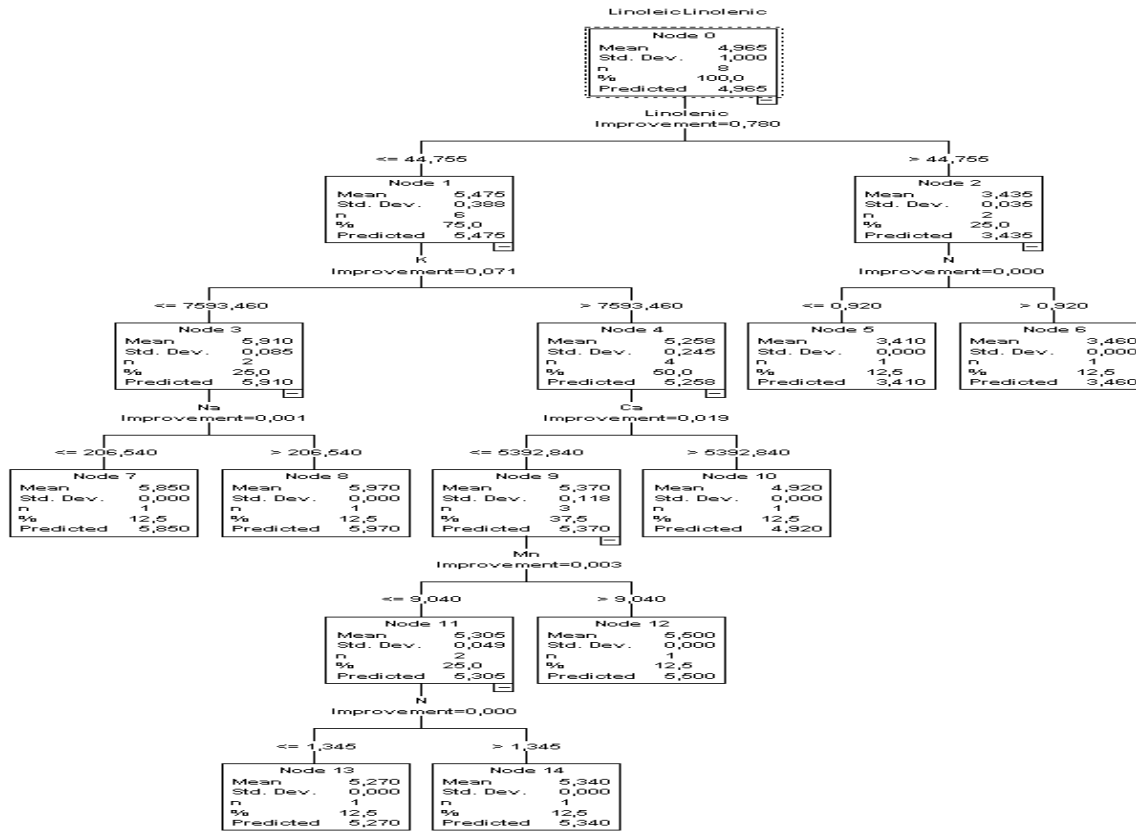 LinoleicLinolenic
Node 0
Mean 4,965
Std. Dev. 1,000
n 8
% 100,0
Predicted 4,965
Linolenic
Improvement=0,780
<= 44,755
> 44,755
Node 1
Mean 5,475
Std. Dev. 0,388
n 6
% 75,0
Predicted 5,475
Node 2
Mean 3,435
Std. Dev. 0,035
n 2
% 25,0
Predicted 3,435
K
Improvement=0,071
N
Improvement=0,000
<= 7593,460
> 7593,460
<= 0,920
> 0,920
Node 3
Mean 5,910
Std. Dev. 0,085
n 2
% 25,0
Predicted 5,910
Node 4
Mean 5,258
Std. Dev. 0,245
n 4
% 50,0
Predicted 5,258
Node 5
Mean 3,410
Std. Dev. 0,000
n 1
% 12,5
Predicted 3,410
Node 6
Mean 3,460
Std. Dev. 0,000
n 1
% 12,5
Predicted 3,460
Na
Improvement=0,001
Ca
Improvement=0,019
<= 206,540
> 206,540
<= 5392,840
> 5392,840
Node 7
Mean 5,850
Std. Dev. 0,000
n 1
% 12,5
Predicted 5,850
Node 8
Mean 5,970
Std. Dev. 0,000
n 1
% 12,5
Predicted 5,970
Node 9
Mean 5,370
Std. Dev. 0,118
n 3
% 37,5
Predicted 5,370
Node 10
Mean 4,920
Std. Dev. 0,000
n 1
% 12,5
Predicted 4,920
Mn
Improvement=0,003
<= 9,040
> 9,040
Node 11
Mean 5,305
Std. Dev. 0,049
n 2
% 25,0
Predicted 5,305
Node 12
Mean 5,500
Std. Dev. 0,000
n 1
% 12,5
Predicted 5,500
N
Improvement=0,000
<= 1,345
> 1,345
Node 13
Mean 5,270
Std. Dev. 0,000
n 1
% 12,5
Predicted 5,270
Node 14
Mean 5,340
Std. Dev. 0,000
n 1
% 12,5
Predicted 5,340